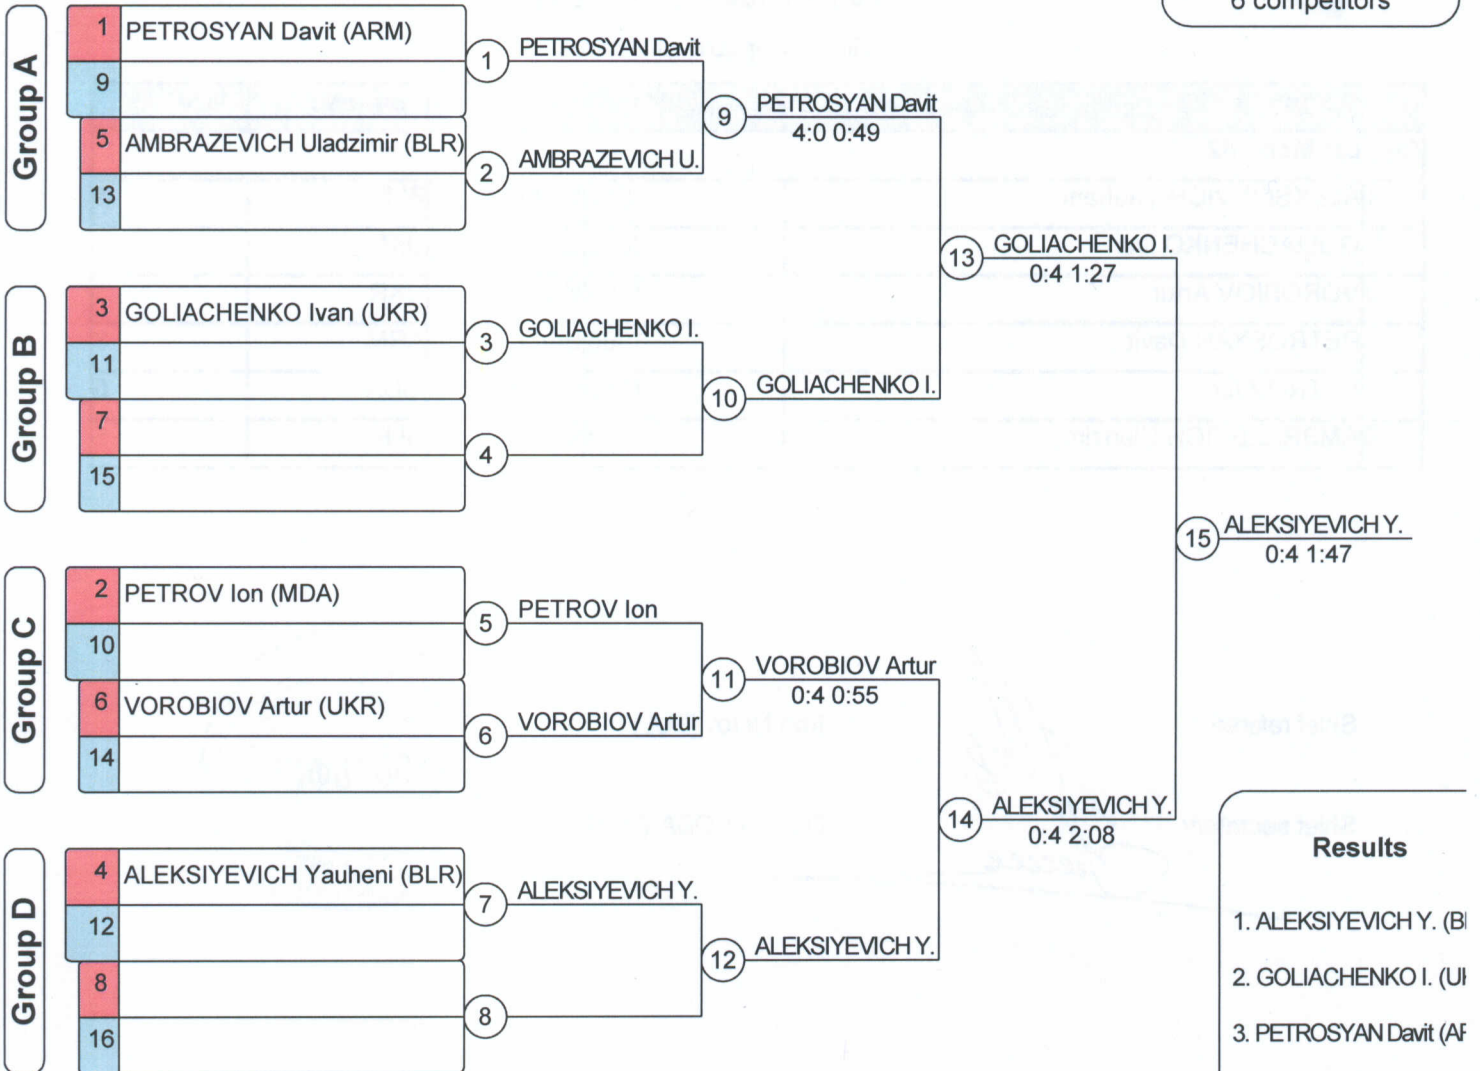 6 competitors
Group A
1 PETROSYAN Davit (ARM)
9
5 AMBRAZEVICH Uladzimir (BLR)
13
1 PETROSYAN Davit
2 AMBRAZEVICH U.
9 PETROSYAN Davit
4:0 0:49
Group B
3 GOLIACHENKO Ivan (UKR)
11
7
15
3 GOLIACHENKO I.
4
10 GOLIACHENKO I.
13 GOLIACHENKO I.
0:4 1:27
Group C
2 PETROV Ion (MDA)
10
6 VOROBIOV Artur (UKR)
14
5 PETROV Ion
6 VOROBIOV Artur
11 VOROBIOV Artur
0:4 0:55
Group D
4 ALEKSIYEVICH Yauheni (BLR)
12
8
16
7 ALEKSIYEVICH Y.
8
12 ALEKSIYEVICH Y.
14 ALEKSIYEVICH Y.
0:4 2:08
15 ALEKSIYEVICH Y.
0:4 1:47
Results
1. ALEKSIYEVICH Y.
2. GOLIACHENKO I.
3. PETROSYAN Davit